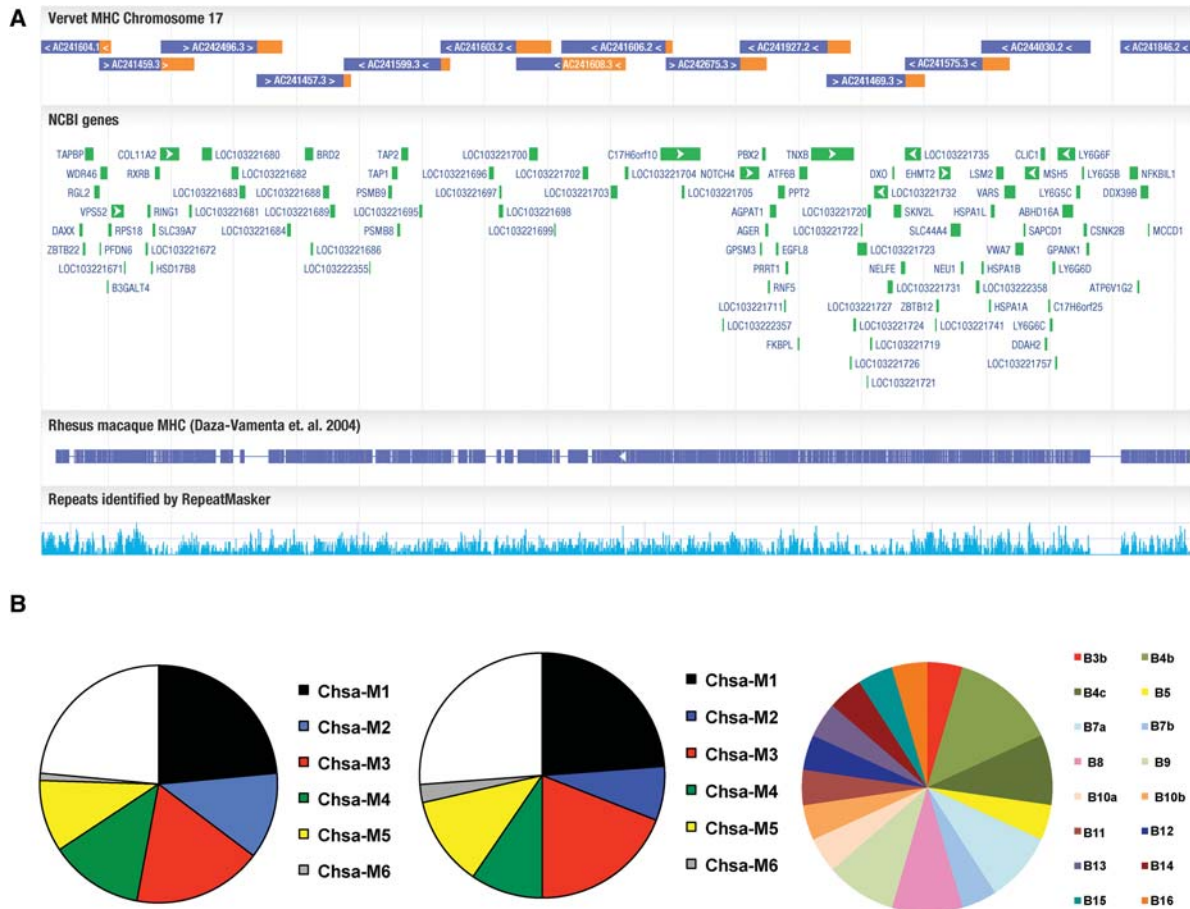 A
Vervet MHC Chromosome 17
< AC241604.1 <
> AC242496.3 >
< AC241603.2 <
< AC241606.2 <
> AC241927.2 >
AC244030.2 <
<AC241846.2 <
> AC241459.3 >
< AC241599.3 <
< AC241608.3 <
< AC242675.3 >
< AC241575.3 >
> AC241457.3 >
< AC241469.3 >
NCBI genes
TAPBP
COL11A2
LOC103221680
BRD2
TAP2
LOC103221700
C17H6orf10
PBX2
TNXB
LOC103221735
CLIC1
LY6G6F
WDR46
RXRB
LOC103221682
TAP1
LOC103221696
LOC103221702
LOC103221704
NOTCH4
ATF6B
DXO
EHMT2
LSM2
MSH5
LY6G5B
NFKBIL1
RGL2
LOC103221683
LOC103221688
PSMB9
LOC103221697
LOC103221703
LOC103221705
PPT2
LOC103221732
VARS
LY6G5C
DDX39B
VPS52
RING1
LOC103221681
LOC103221689
LOC103221695
LOC103221698
AGPAT1
LOC103221720
SKIV2L
HSPA1L
ABHD16A
DAXX
RPS18
SLC39A7
LOC103221684
PSMB8
LOC103221699
AGER
LOC103221722
SLC44A4
SAPCD1
CSNK2B
MCCD1
ZBTB22
PFDN6
LOC103221672
LOC103221686
GPSM3
EGFL8
LOC103221723
VWA7
GPANK1
LOC103221671
HSD17B8
LOC103222355
PRRT1
NELFE
NEU1
HSPA1B
LY6G6D
B3GALT4
RNF5
LOC103221731
LOC103222358
ATP6V1G2
LOC103221711
LOC103221727
ZBTB12
HSPA1A
C17H6orf25
LOC103222357
LOC103221724
LOC103221741
LY6G6C
FKBPL
LOC103221719
DDAH2
LOC103221726
LOC103221757
LOC103221721
Rhesus macaque MHC (Daza-Vamenta et. al. 2004)
Repeats identified by RepeatMasker
B
Chsa-M1
Chsa-M2
Chsa-M3
Chsa-M4
Chsa-M5
Chsa-M6
Chsa-M1
Chsa-M2
Chsa-M3
Chsa-M4
Chsa-M5
Chsa-M6
B3b B4b
B4c B5
B7a B7b
B8 B9
B10a B10b
B11 B12
B13 B14
B15 B16